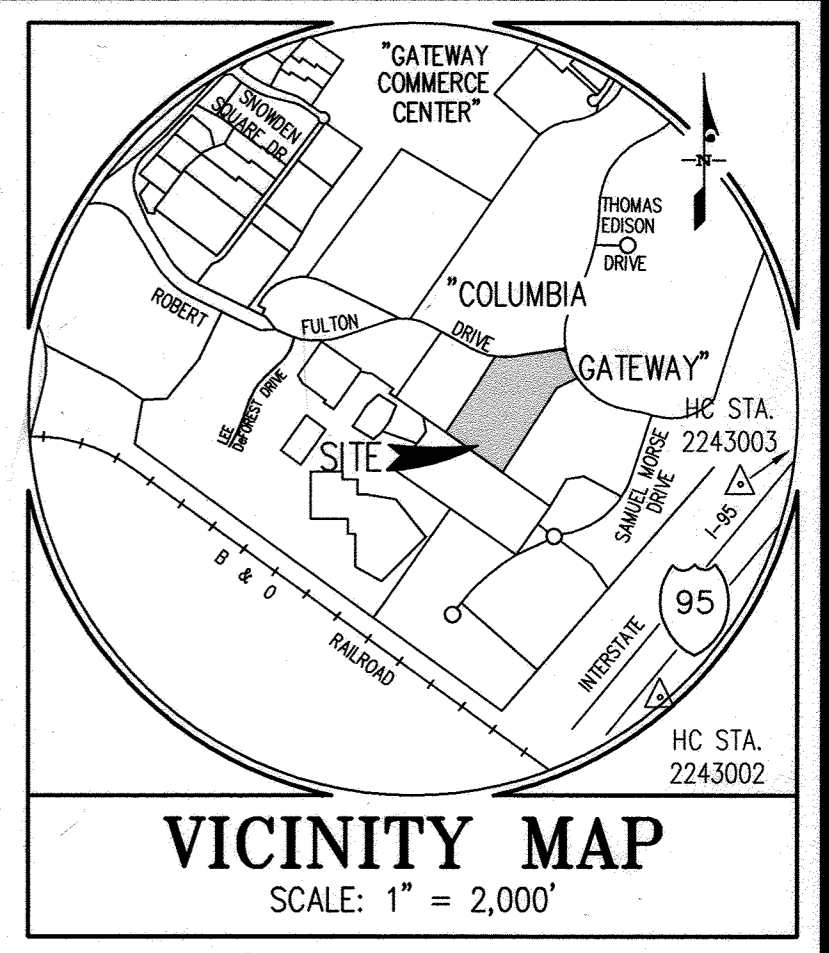 "GATEWAY
COMMERCE
CENTER"
SNOWDEN
SQUARE DR.
N
THOMAS
EDISON
DRIVE
"COLUMBIA
GATEWAY"
ROBERT
FULTON
DRIVE
LEE
DeFOREST DRIVE
SITE
HC STA.
2243003
SAMUEL MORSE
DRIVE
I-95
95
INTERSTATE
B & O
RAILROAD
HC STA.
2243002
VICINITY MAP
SCALE: 1" = 2,000'